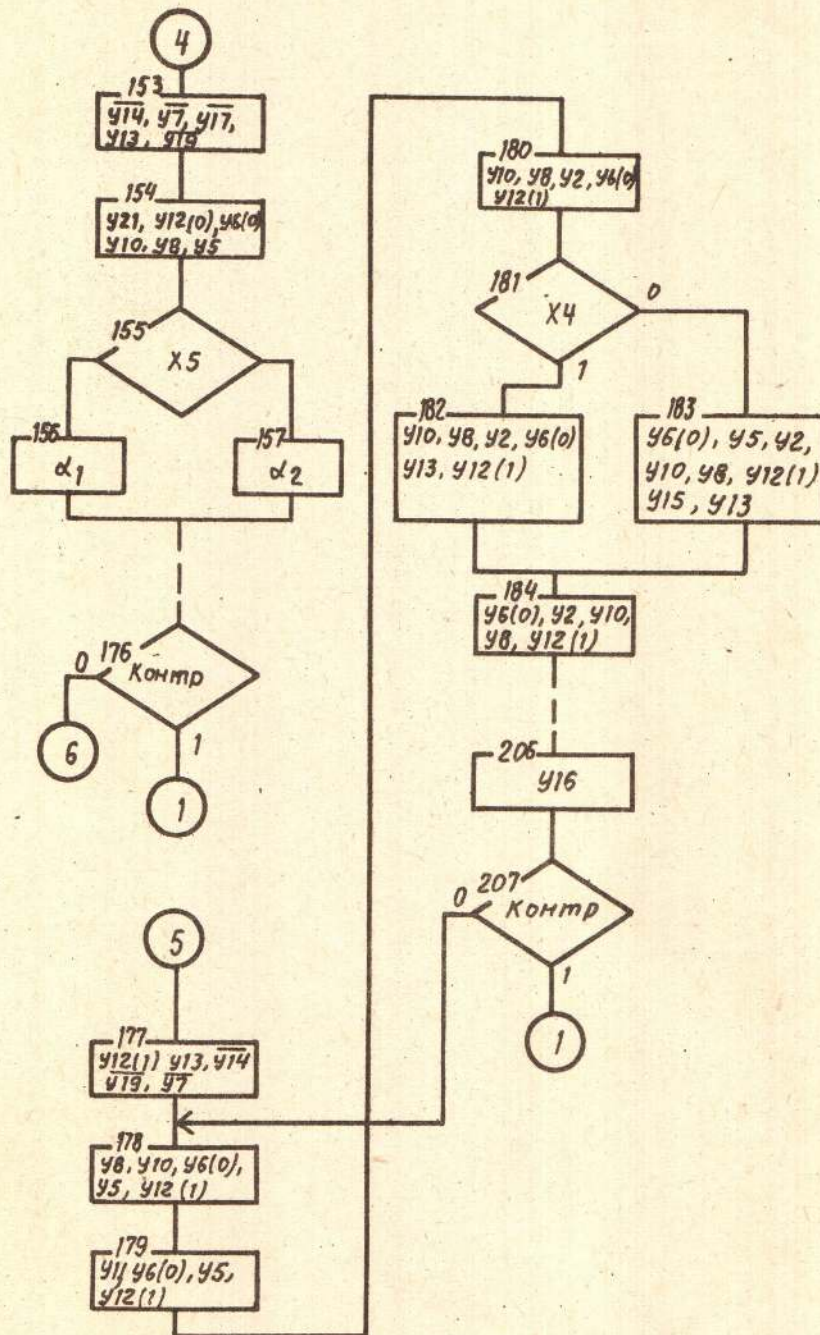 4
153
y̅1̅4̅, y̅7̅, y̅1̅7̅,
y13, y̅1̅9̅
154
y21, y12(0), y6(0)
y10, y8, y5
155
X5
156
α1
157
α2
176
Контр
0
1
6
1
5
177
y12(1) y13, y̅1̅4̅
y̅1̅9̅, y̅7̅
178
y8, y10, y6(0),
y5, y12(1)
179
y11, y6(0), y5,
y12(1)
180
y10, y8, y2, y6(0)
y12(1)
181
X4
0
1
182
y10, y8, y2, y6(0)
y13, y12(1)
183
y6(0), y5, y2,
y10, y8, y12(1)
y15, y13
184
y6(0), y2, y10,
y8, y12(1)
206
y16
207
Контр
0
1
1